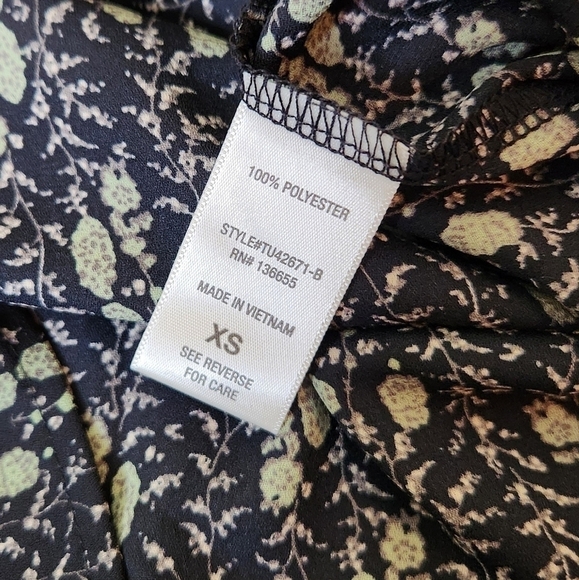 100% POLYESTER
STYLE#TU42671-B
RN# 136655
MADE IN VIETNAM
XS
SEE REVERSE
FOR CARE